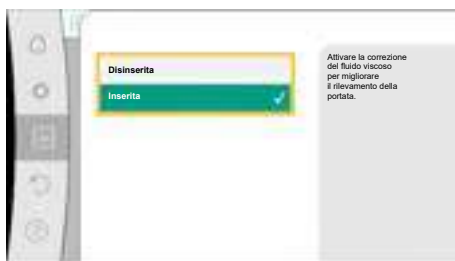 Disinserita
Inserita
Attivare la correzione
del fluido viscoso
per migliorare
il rilevamento della
portata.